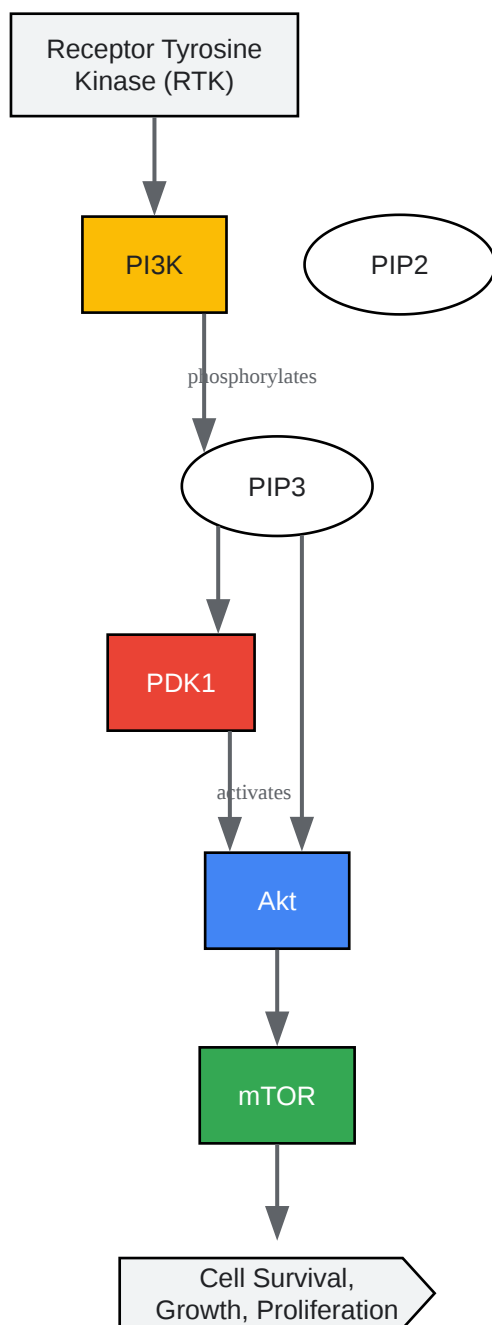 Receptor Tyrosine
Kinase (RTK)
PI3K
PIP2
phosphorylates
PIP3
PDK1
activates
Akt
mTOR
Cell Survival,
Growth, Proliferation